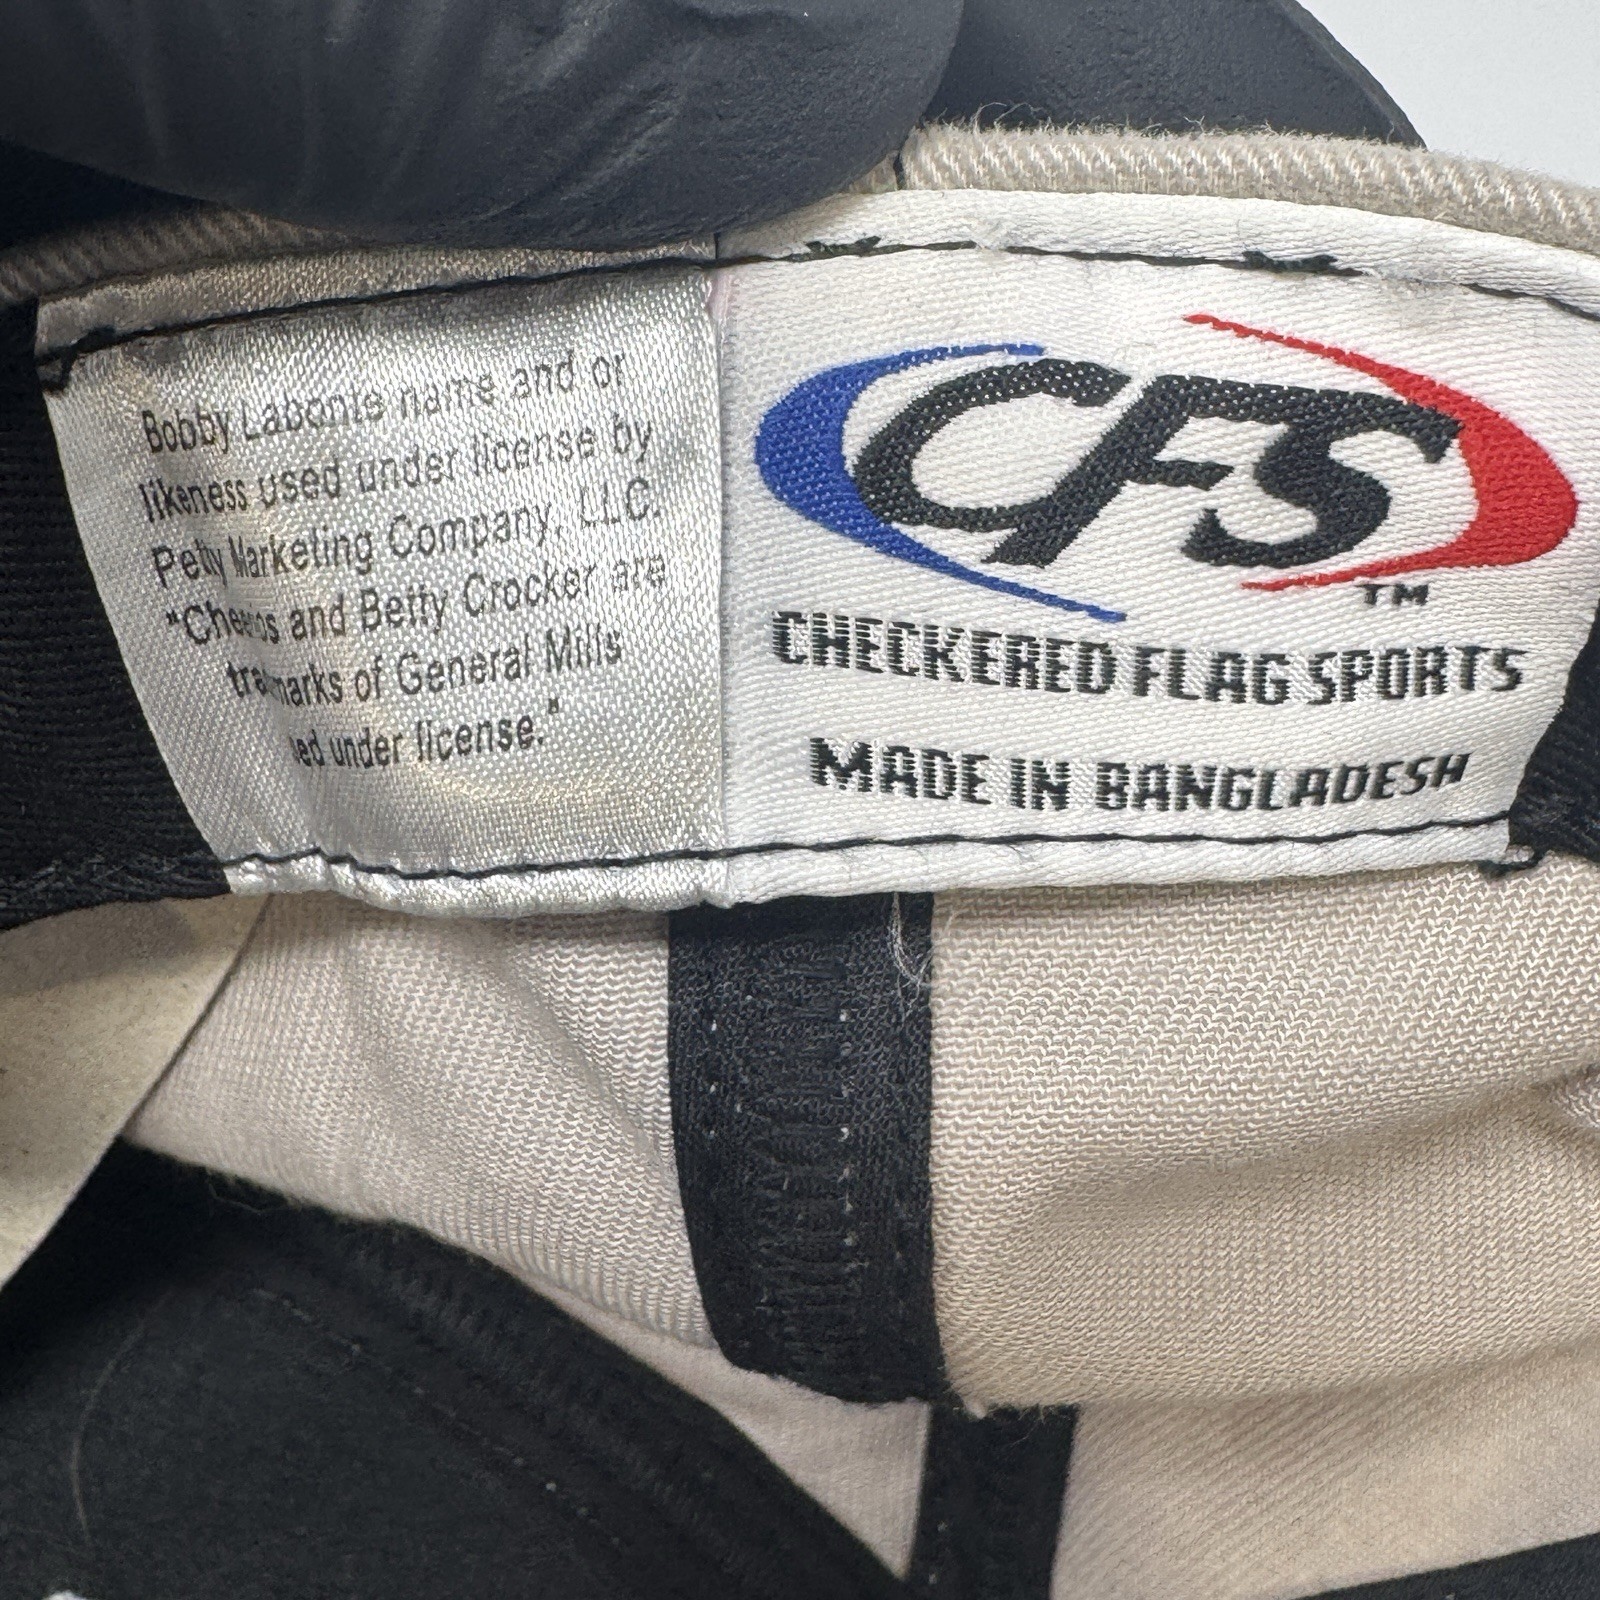 Bobby Labonte name and or
likeness used under license by
Petty Marketing Company, LLC.
"Cheerios and Betty Crocker are
trademarks of General Mills
under license."
CFS
TM
CHECKERED FLAG SPORTS
MADE IN BANGLADESH